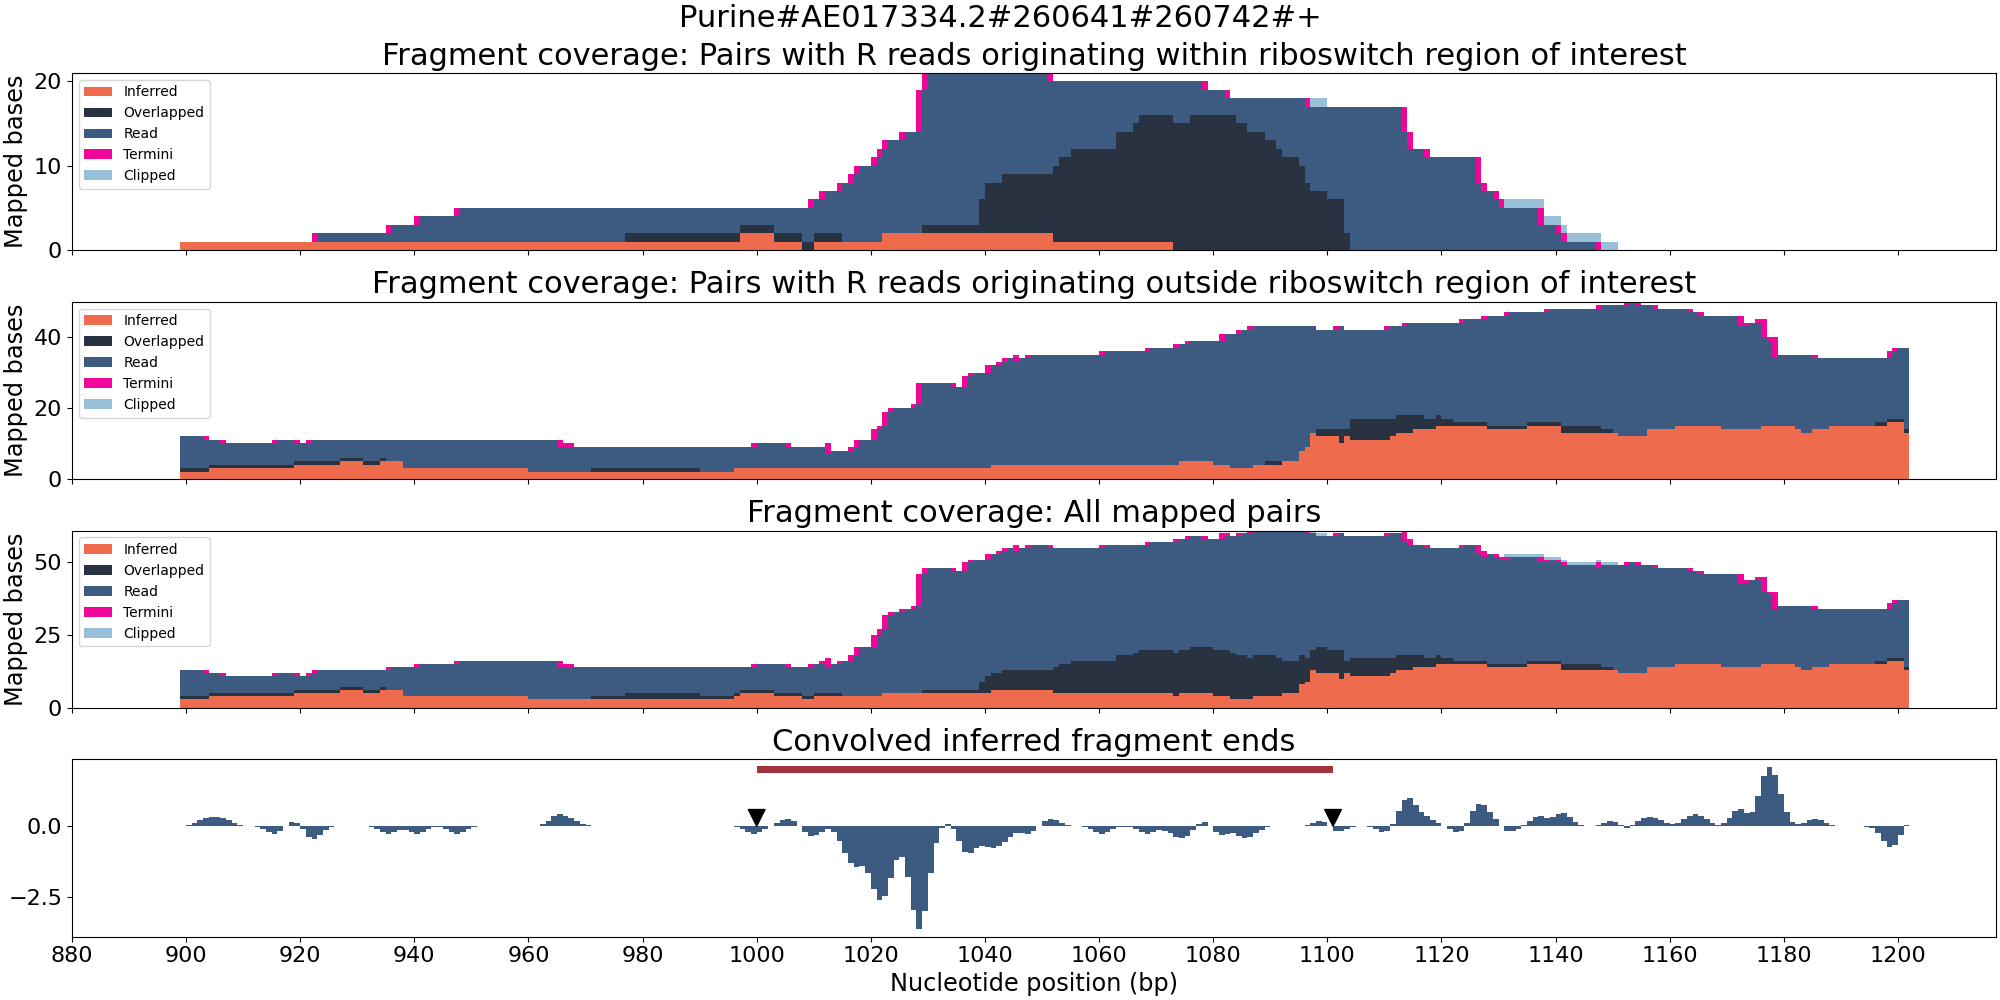 Purine#AE017334.2#260641#260742#+
Fragment coverage: Pairs with R reads originating within riboswitch region of interest
Mapped bases
20
10
0
Inferred
Overlapped
Read
Termini
Clipped
Fragment coverage: Pairs with R reads originating outside riboswitch region of interest
Mapped bases
40
20
0
Inferred
Overlapped
Read
Termini
Clipped
Fragment coverage: All mapped pairs
Mapped bases
50
25
0
Inferred
Overlapped
Read
Termini
Clipped
Convolved inferred fragment ends
0.0
−2.5
880 900 920 940 960 980 1000 1020 1040 1060 1080 1100 1120 1140 1160 1180 1200
Nucleotide position (bp)